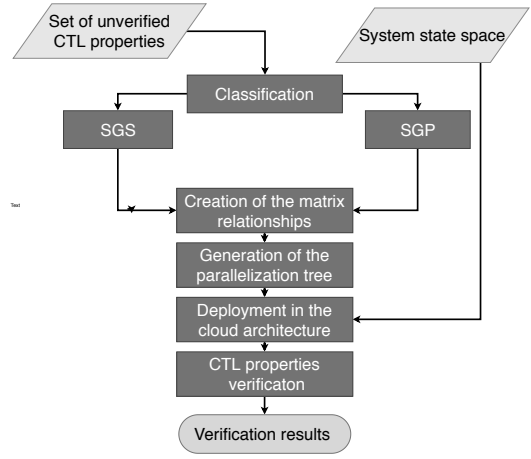 Set of unverified
CTL properties
System state space
Classification
SGS
SGP
Text
Creation of the matrix
relationships
Generation of the
parallelization tree
Deployment in the
cloud architecture
CTL properties
verificaton
Verification results